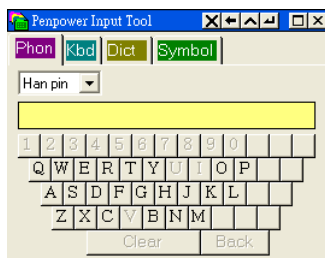 Penpower Input Tool
Phon Kbd Dict Symbol
Han pin
1 2 3 4 5 6 7 8 9 0
Q W E R T Y U I O P
A S D F G H J K L
Z X C V B N M
Clear Back